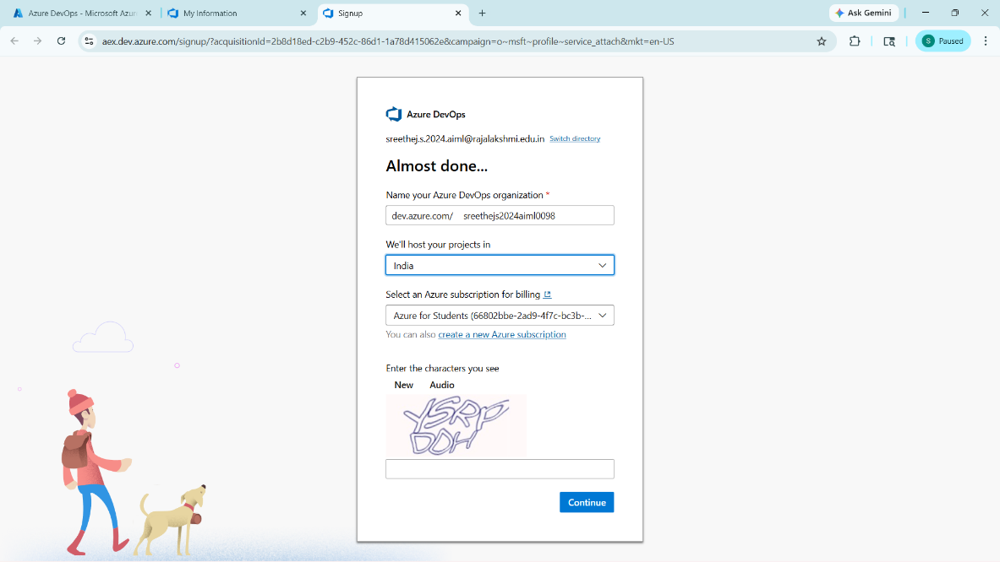 Azure DevOps - Microsoft Azur
My Information
Signup
Ask Gemini
aex.dev.azure.com/signup/?acquisitionId=2b8d18ed-c2b9-452c-86d1-1a78d415062e&campaign=o~msft~profile~service_attach&mkt=en-US
S Paused
Azure DevOps
sreethej.s.2024.aiml@rajalakshmi.edu.in Switch directory
Almost done...
Name your Azure DevOps organization *
dev.azure.com/ sreethejs2024aiml0098
We'll host your projects in
India
Select an Azure subscription for billing
Azure for Students (66802bbe-2ad9-4f7c-bc3b-...
You can also create a new Azure subscription
Enter the characters you see
New Audio
Continue